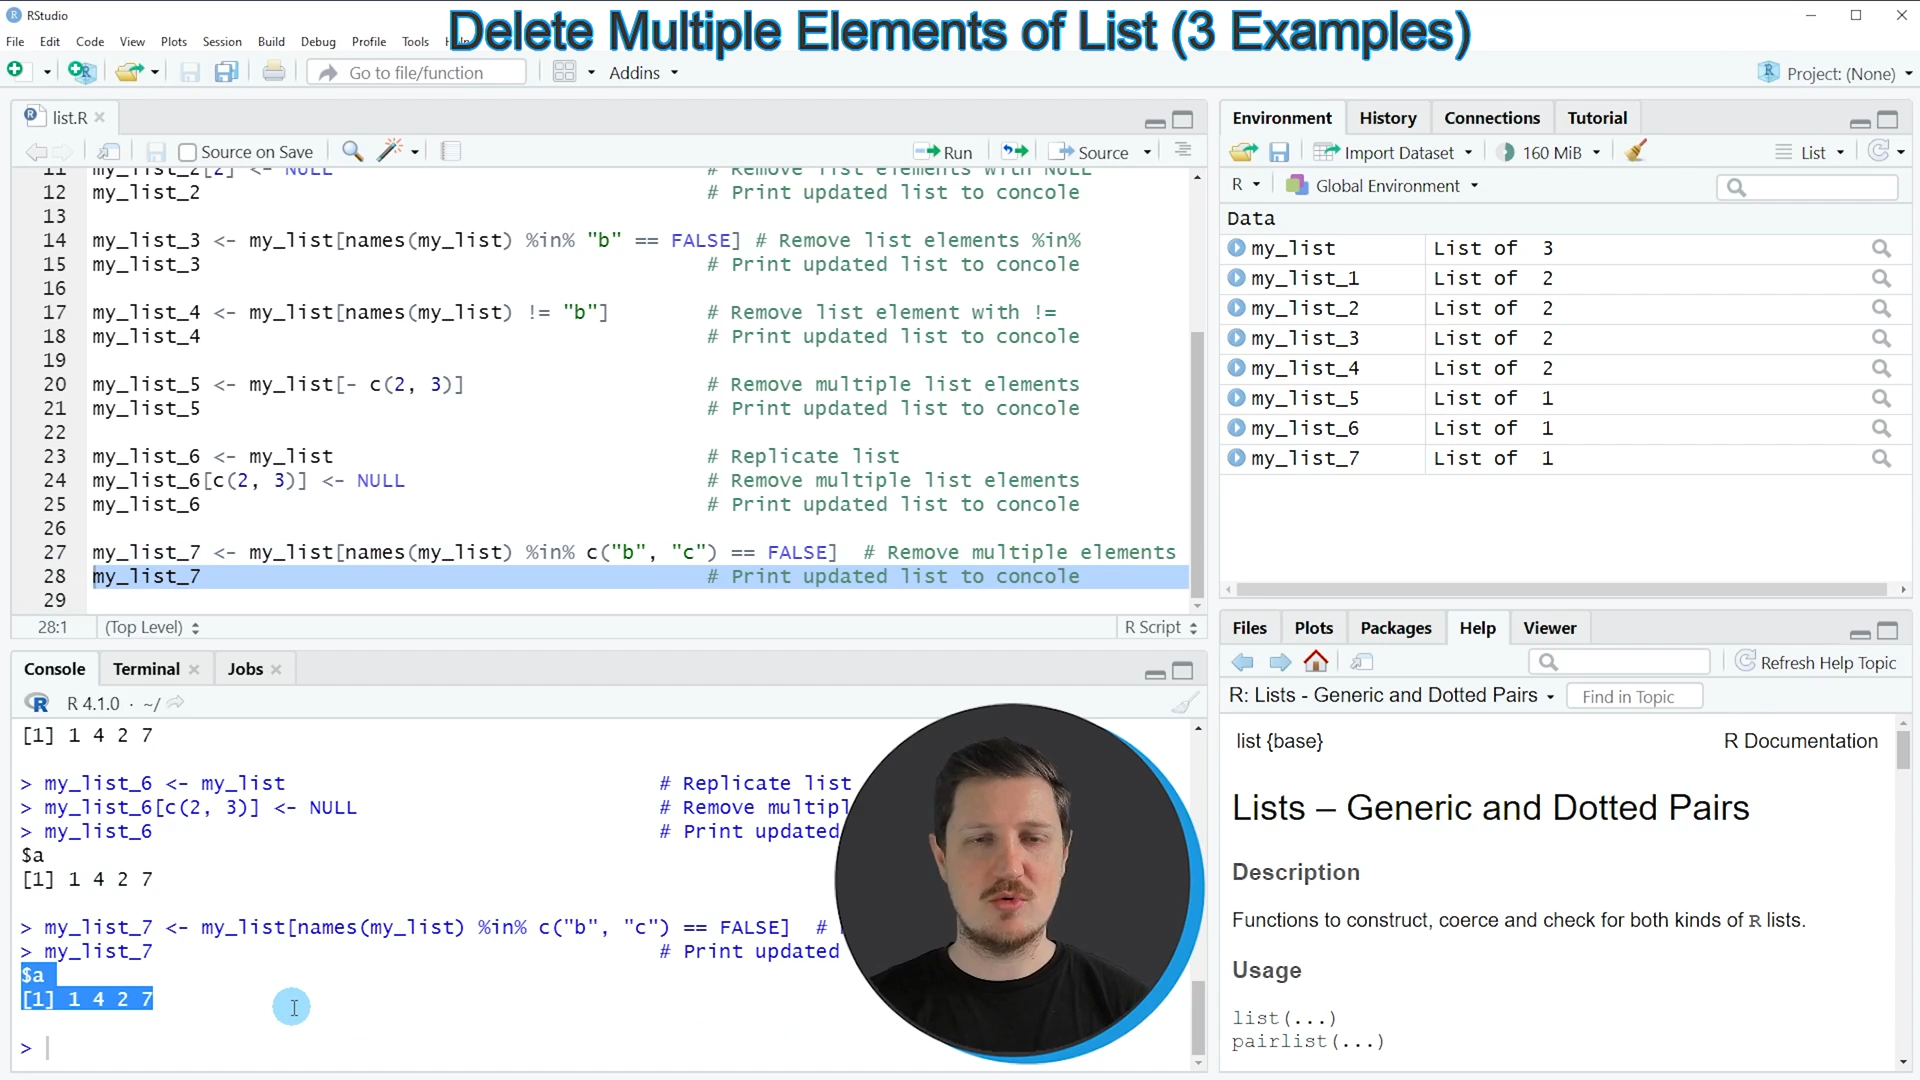 RStudio
Delete Multiple Elements of List (3 Examples)
File Edit Code View Plots Session Build Debug Profile Tools
Go to file/function Addins Project: (None)
list.R
Source on Save Run Source
11 my_list_2[2] <- NULL # Remove list elements with NULL
12 my_list_2 # Print updated list to concole
13
14 my_list_3 <- my_list[names(my_list) %in% "b" == FALSE] # Remove list elements %in%
15 my_list_3 # Print updated list to concole
16
17 my_list_4 <- my_list[names(my_list) != "b"] # Remove list element with !=
18 my_list_4 # Print updated list to concole
19
20 my_list_5 <- my_list[- c(2, 3)] # Remove multiple list elements
21 my_list_5 # Print updated list to concole
22
23 my_list_6 <- my_list # Replicate list
24 my_list_6[c(2, 3)] <- NULL # Remove multiple list elements
25 my_list_6 # Print updated list to concole
26
27 my_list_7 <- my_list[names(my_list) %in% c("b", "c") == FALSE] # Remove multiple elements
28 my_list_7 # Print updated list to concole
29
28:1 (Top Level) R Script
Console Terminal Jobs
R 4.1.0 · ~/
[1] 1 4 2 7
> my_list_6 <- my_list # Replicate list
> my_list_6[c(2, 3)] <- NULL # Remove multipl
> my_list_6 # Print updated
$a
[1] 1 4 2 7
> my_list_7 <- my_list[names(my_list) %in% c("b", "c") == FALSE] #
> my_list_7 # Print updated
$a
[1] 1 4 2 7
>
Environment History Connections Tutorial
Import Dataset 160 MiB List
R Global Environment
Data
my_list List of 3
my_list_1 List of 2
my_list_2 List of 2
my_list_3 List of 2
my_list_4 List of 2
my_list_5 List of 1
my_list_6 List of 1
my_list_7 List of 1
Files Plots Packages Help Viewer
Refresh Help Topic
R: Lists - Generic and Dotted Pairs Find in Topic
list {base} R Documentation
Lists – Generic and Dotted Pairs
Description
Functions to construct, coerce and check for both kinds of R lists.
Usage
list(...)
pairlist(...)